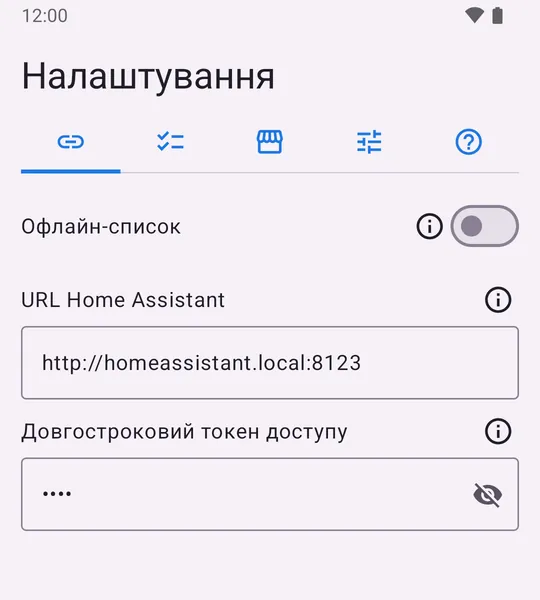 12:00
Налаштування
Офлайн-список
URL Home Assistant
http://homeassistant.local:8123
Довгостроковий токен доступу
••••